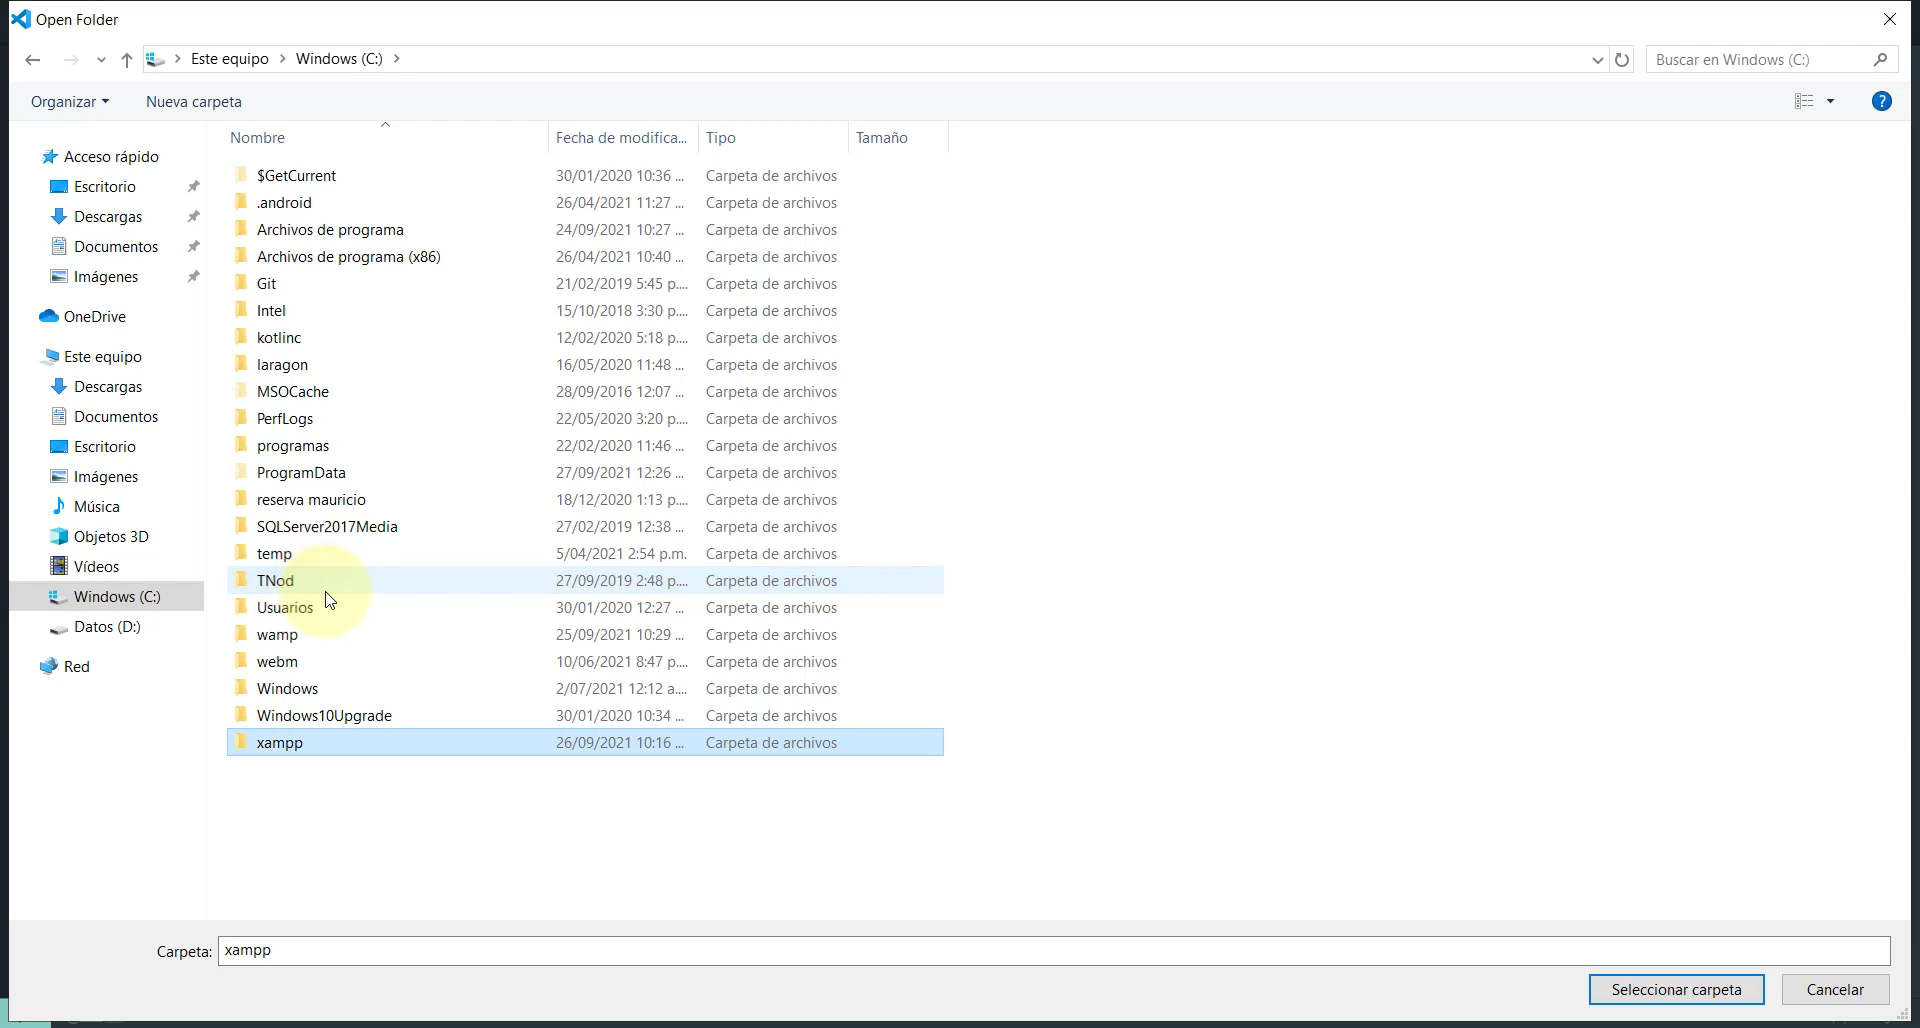 Open Folder
Este equipo > Windows (C:) >
Buscar en Windows (C:)
Organizar
Nueva carpeta
?
Nombre Fecha de modifica... Tipo Tamaño
Acceso rápido
Escritorio
Descargas
Documentos
Imágenes
OneDrive
Este equipo
Descargas
Documentos
Escritorio
Imágenes
Música
Objetos 3D
Vídeos
Windows (C:)
Datos (D:)
Red
$GetCurrent 30/01/2020 10:36 ... Carpeta de archivos
.android 26/04/2021 11:27 ... Carpeta de archivos
Archivos de programa 24/09/2021 10:27 ... Carpeta de archivos
Archivos de programa (x86) 26/04/2021 10:40 ... Carpeta de archivos
Git 21/02/2019 5:45 p.... Carpeta de archivos
Intel 15/10/2018 3:30 p.... Carpeta de archivos
kotlinc 12/02/2020 5:18 p.... Carpeta de archivos
laragon 16/05/2020 11:48 ... Carpeta de archivos
MSOCache 28/09/2016 12:07 ... Carpeta de archivos
PerfLogs 22/05/2020 3:20 p.... Carpeta de archivos
programas 22/02/2020 11:46 ... Carpeta de archivos
ProgramData 27/09/2021 12:26 ... Carpeta de archivos
reserva mauricio 18/12/2020 1:13 p.... Carpeta de archivos
SQLServer2017Media 27/02/2019 12:38 ... Carpeta de archivos
temp 5/04/2021 2:54 p.m. Carpeta de archivos
TNod 27/09/2019 2:48 p.... Carpeta de archivos
Usuarios 30/01/2020 12:27 ... Carpeta de archivos
wamp 25/09/2021 10:29 ... Carpeta de archivos
webm 10/06/2021 8:47 p.... Carpeta de archivos
Windows 2/07/2021 12:12 a.... Carpeta de archivos
Windows10Upgrade 30/01/2020 10:34 ... Carpeta de archivos
xampp 26/09/2021 10:16 ... Carpeta de archivos
Carpeta: xampp
Seleccionar carpeta
Cancelar